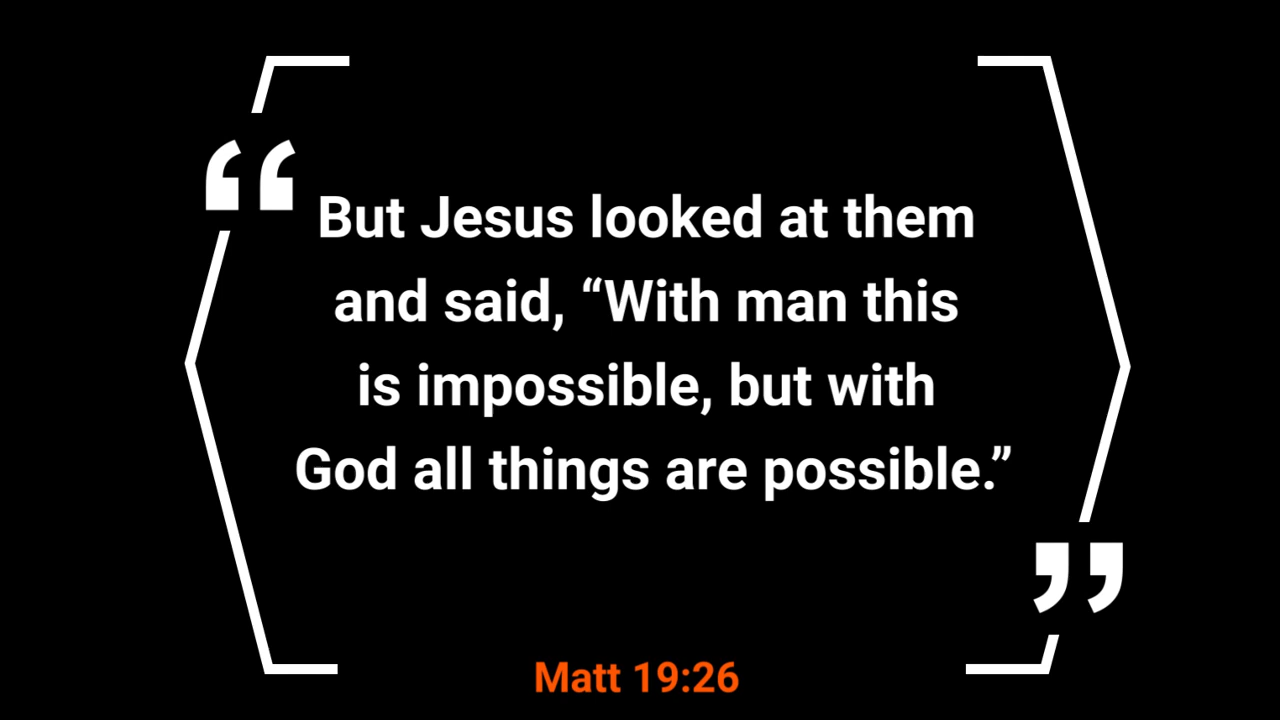 “
But Jesus looked at them
and said, “With man this
is impossible, but with
God all things are possible.”
”
Matt 19:26